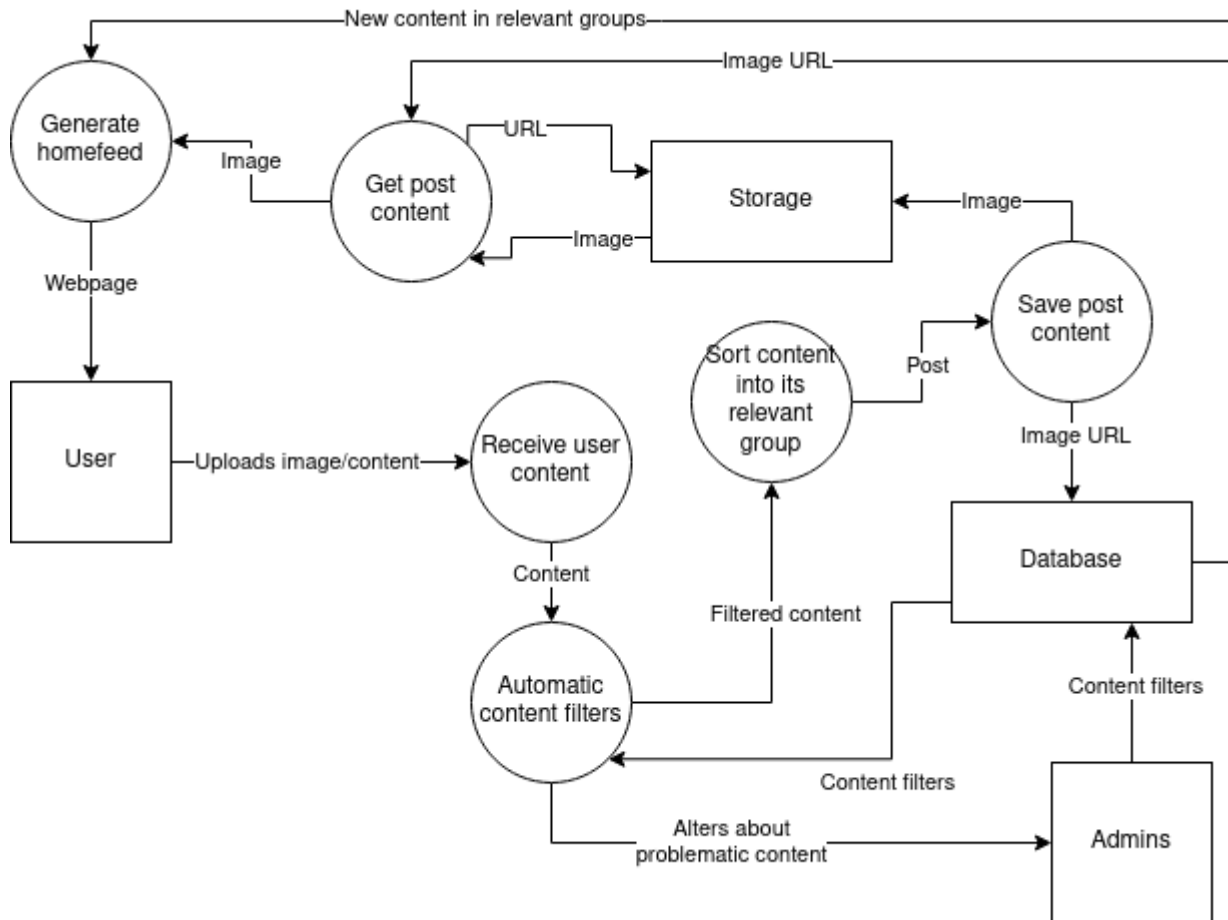 New content in relevant groups
Image URL
Generate
homefeed
Image
Get post
content
URL
Image
Storage
Image
Save post
content
Webpage
Sort content
into its
relevant
group
Post
User
Uploads image/content
Receive user
content
Image URL
Database
Content
Filtered content
Automatic
content filters
Content filters
Content filters
Alters about
problematic content
Admins